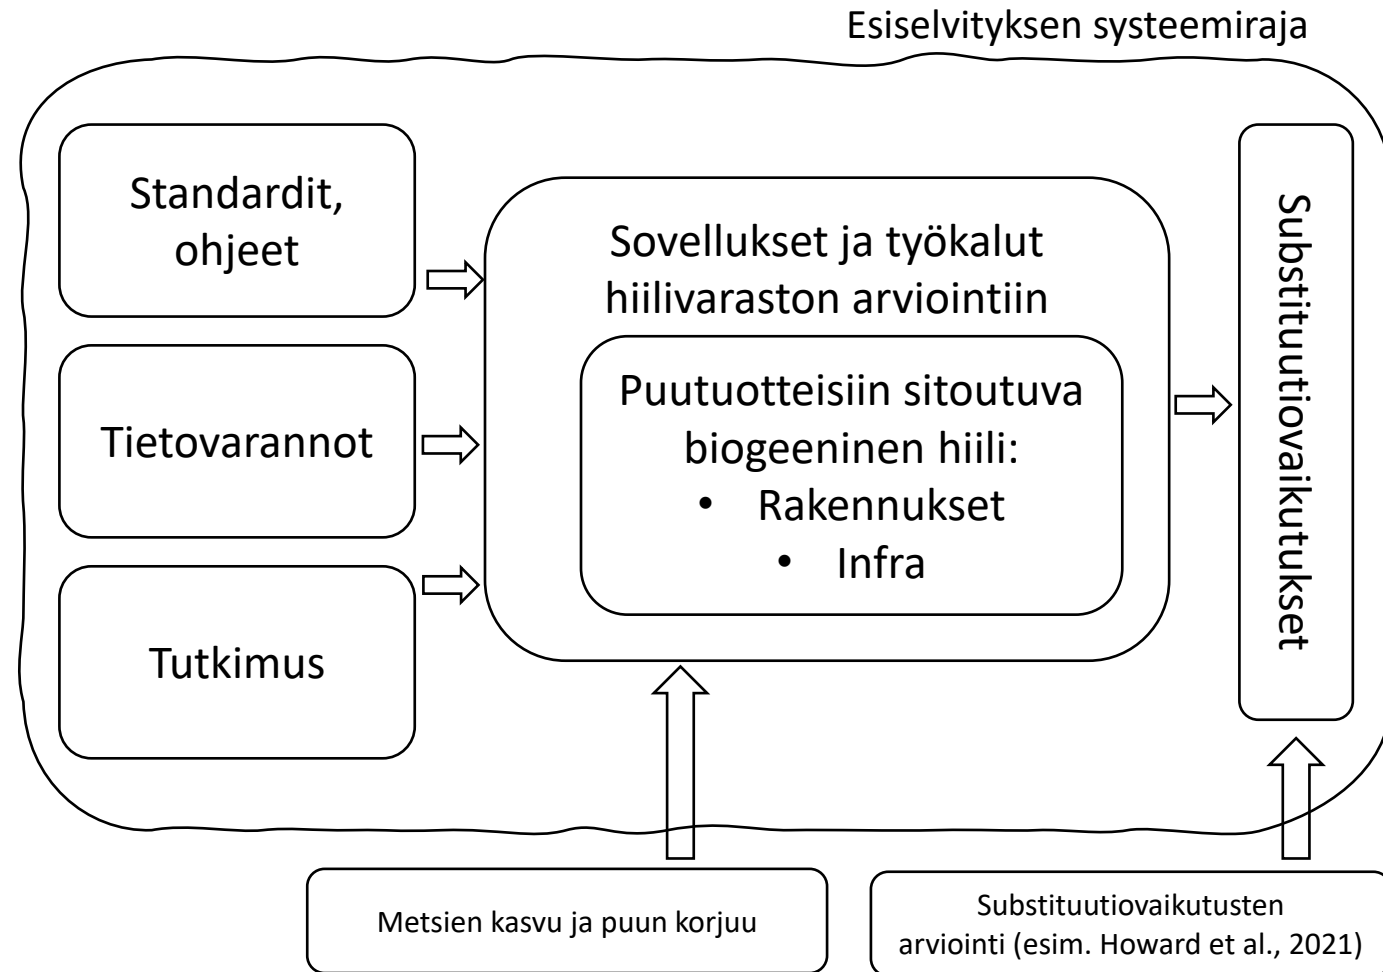 Esiselvityksen systeemiraja
Standardit,
ohjeet
Tietovarannot
Tutkimus
Sovellukset ja työkalut
hiilivaraston arviointiin
Puutuotteisiin sitoutuva
biogeeninen hiili:
• Rakennukset
• Infra
Substituutiovaikutukset
Metsien kasvu ja puun korjuu
Substituutiovaikutusten
arviointi (esim. Howard et al., 2021)